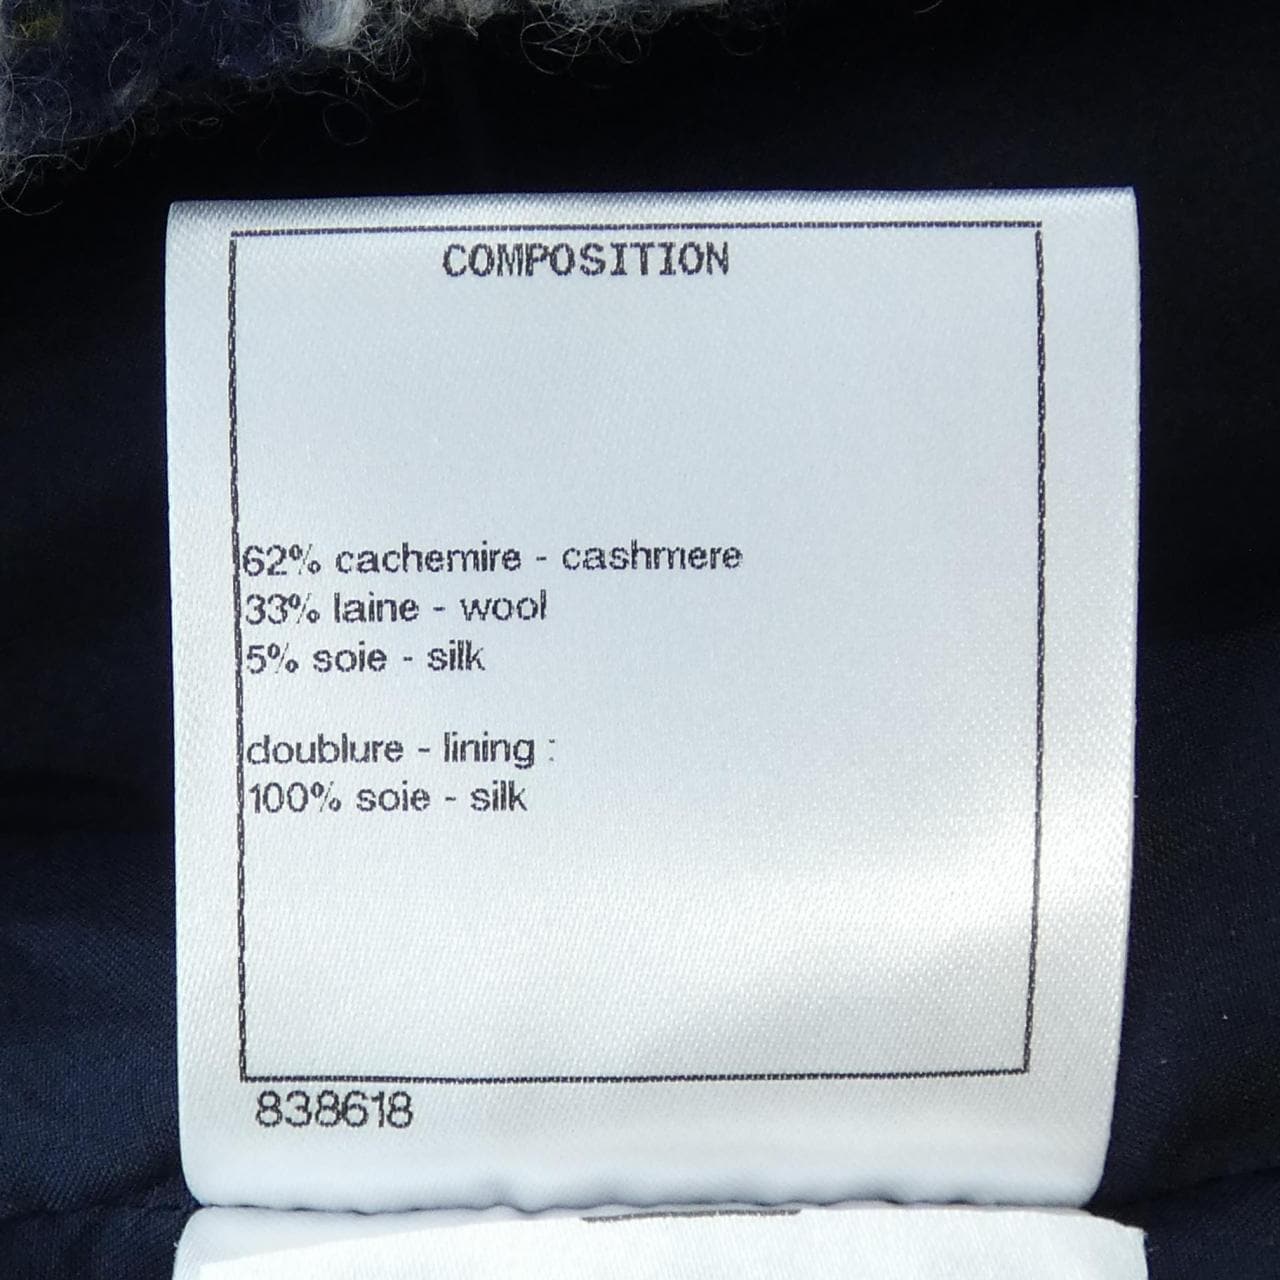 COMPOSITION
62% cachemire - cashmere
33% laine - wool
5% soie - silk
doublure - lining :
100% soie - silk
838618